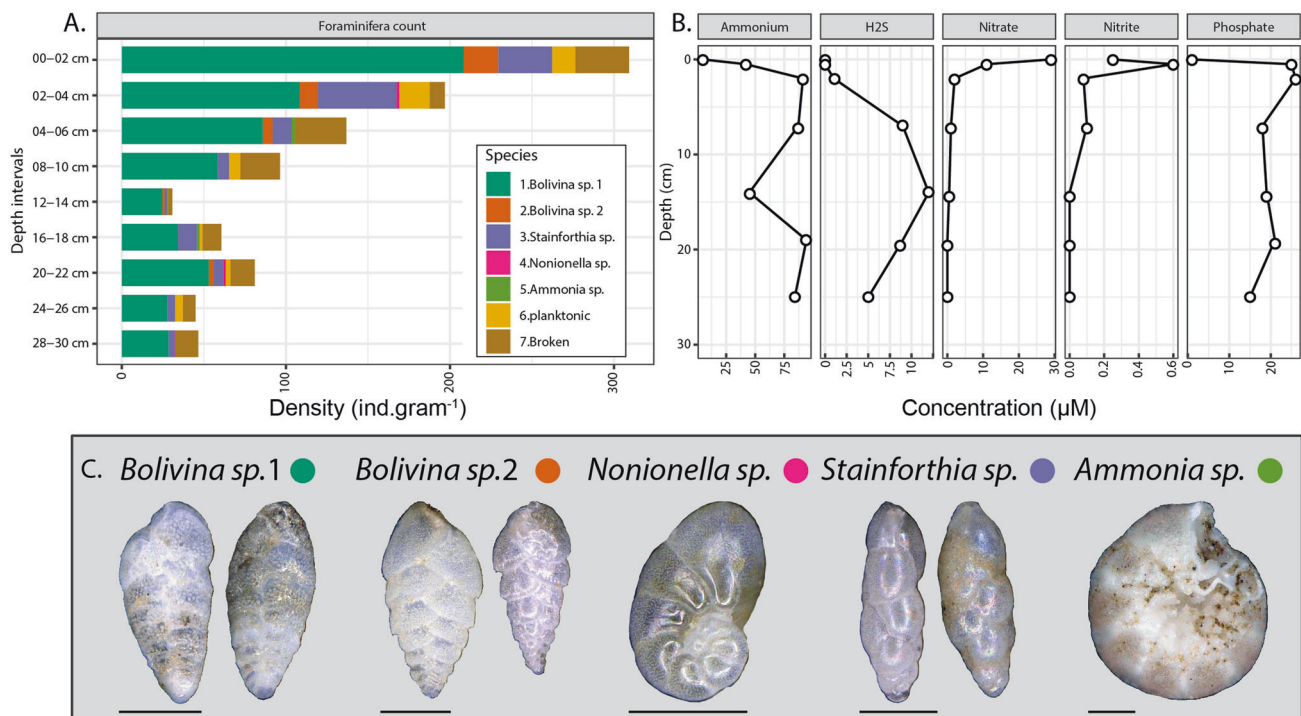 A.
Foraminifera count
Depth intervals
00–02 cm
02–04 cm
04–06 cm
08–10 cm
12–14 cm
16–18 cm
20–22 cm
24–26 cm
28–30 cm
Species
1.Bolivina sp. 1
2.Bolivina sp. 2
3.Stainforthia sp.
4.Nonionella sp.
5.Ammonia sp.
6.planktonic
7.Broken
0 100 200 300
Density (ind.gram⁻¹)
B.
Ammonium H2S Nitrate Nitrite Phosphate
Depth (cm)
0
10
20
30
25 50 75 0 2.5 5 7.5 10 0 10 20 30 0.0 0.2 0.4 0.6 0 20
Concentration (µM)
C. Bolivina sp.1 Bolivina sp.2 Nonionella sp. Stainforthia sp. Ammonia sp.